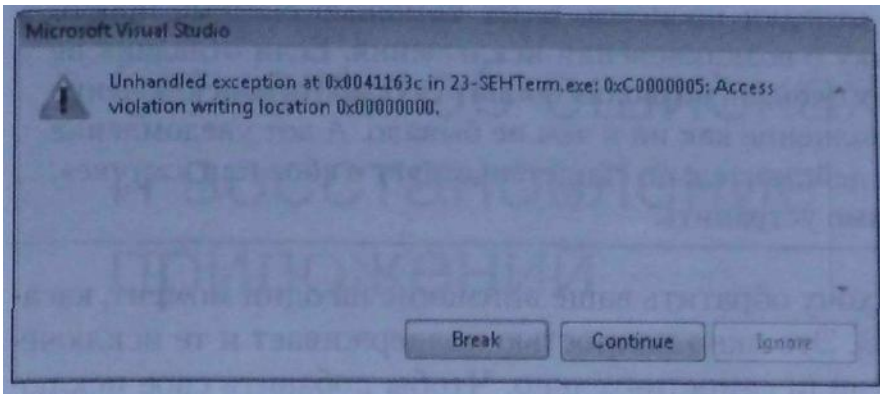 Microsoft Visual Studio
Unhandled exception at 0x0041163c in 23-SEHTerm.exe: 0xC0000005: Access
violation writing location 0x00000000.
Break
Continue
Ignore